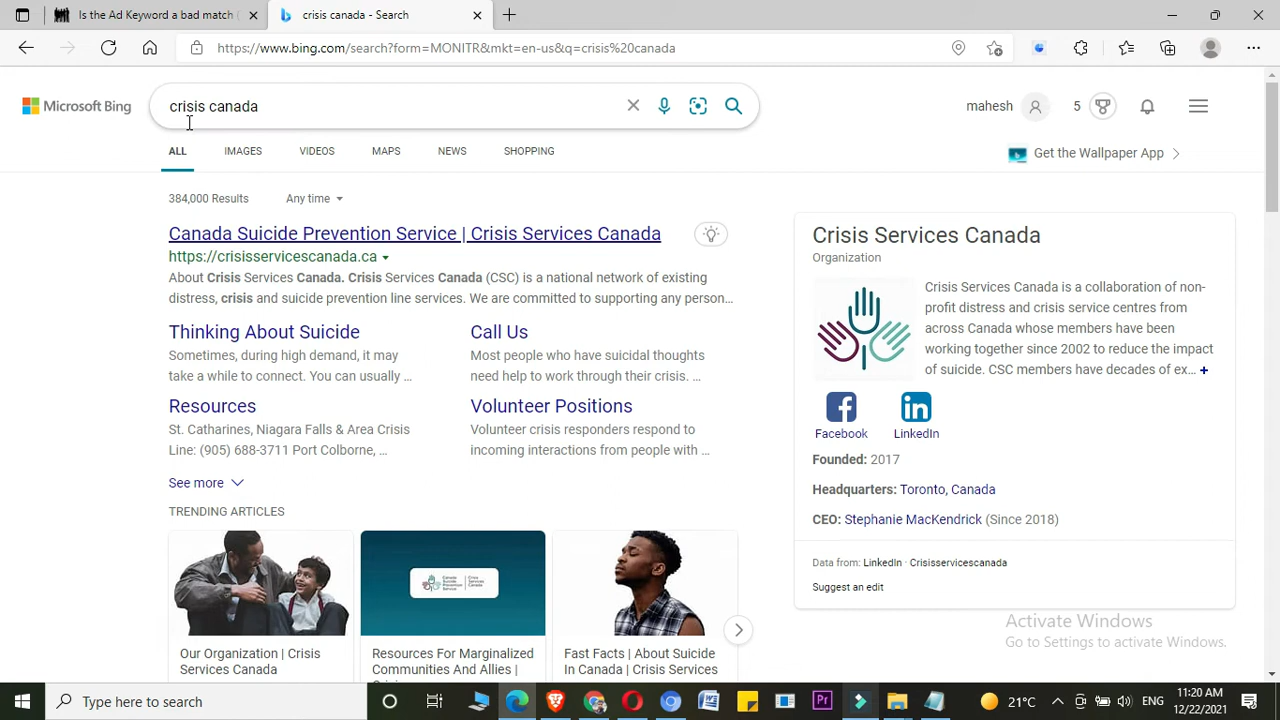 Is the Ad Keyword bad match (
crisis canada - Search
https://www.bing.com/search?form=MONITR&mkt=en-us&q=crisis%20canada
Microsoft Bing
crisis canada
mahesh
5
ALL
IMAGES
VIDEOS
MAPS
NEWS
SHOPPING
Get the Wallpaper App
384,000 Results
Any time
Canada Suicide Prevention Service | Crisis Services Canada
https://crisisservicescanada.ca
About Crisis Services Canada. Crisis Services Canada (CSC) is a national network of existing
distress, crisis and suicide prevention line services. We are committed to supporting any person…
Thinking About Suicide
Sometimes, during high demand, it may
take a while to connect. You can usually …
Call Us
Most people who have suicidal thoughts
need help to work through their crisis. …
Resources
St. Catharines, Niagara Falls & Area Crisis
Line: (905) 688-3711 Port Colborne, …
Volunteer Positions
Volunteer crisis responders respond to
incoming interactions from people with …
See more
TRENDING ARTICLES
Canada Suicide Prevention Service
Crisis Services Canada
Our Organization | Crisis
Services Canada
Resources For Marginalized
Communities And Allies |
Fast Facts | About Suicide
In Canada | Crisis Services
Crisis Services Canada
Organization
Crisis Services Canada is a collaboration of non-
profit distress and crisis service centres from
across Canada whose members have been
working together since 2002 to reduce the impact
of suicide. CSC members have decades of ex… +
Facebook
LinkedIn
Founded: 2017
Headquarters: Toronto, Canada
CEO: Stephanie MacKendrick (Since 2018)
Data from: LinkedIn · Crisisservicescanada
Suggest an edit
Activate Windows
Go to Settings to activate Windows.
Type here to search
21°C
ENG
11:20 AM
12/22/2021